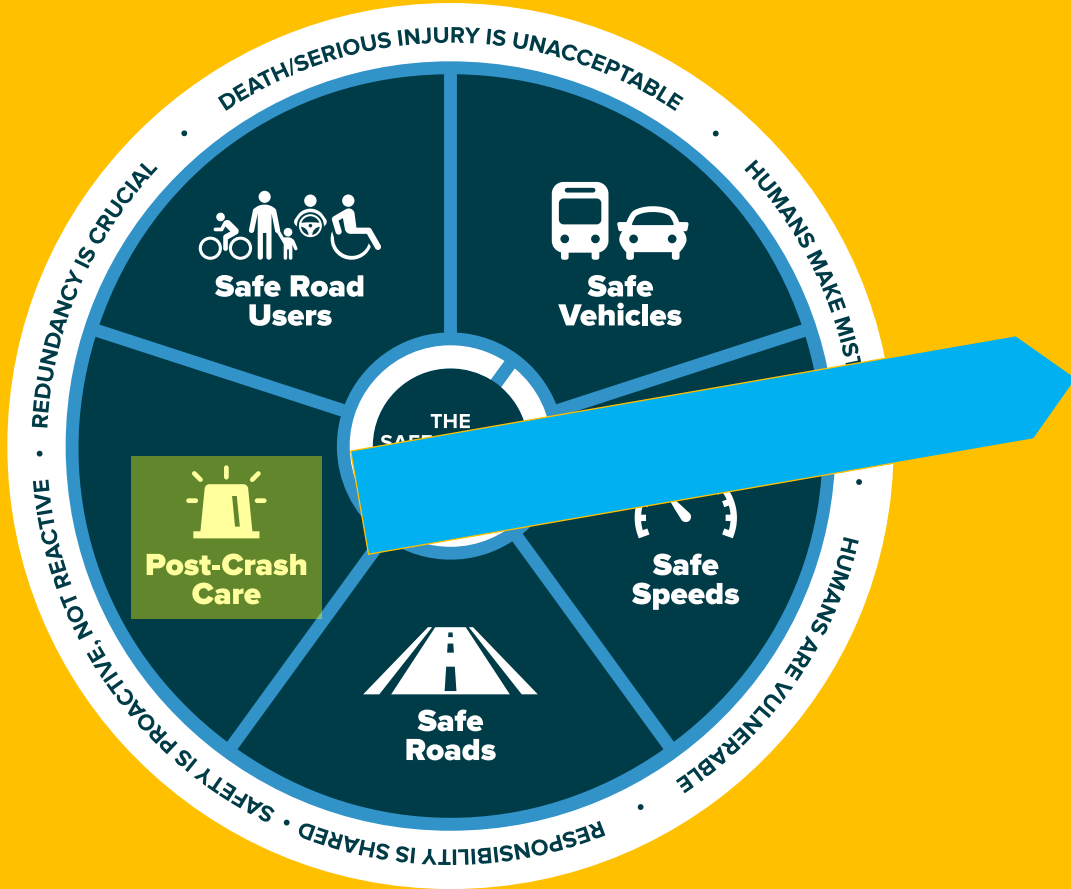 DEATH/SERIOUS INJURY IS UNACCEPTABLE
HUMANS MAKE
HUMANS ARE VULNERABLE
RESPONSIBILITY IS SHARED
SAFETY IS PROACTIVE, NOT REACTIVE
REDUNDANCY IS CRUCIAL
Safe Road
Users
Safe
Vehicles
THE
Post-Crash
Care
Safe
Speeds
Safe
Roads